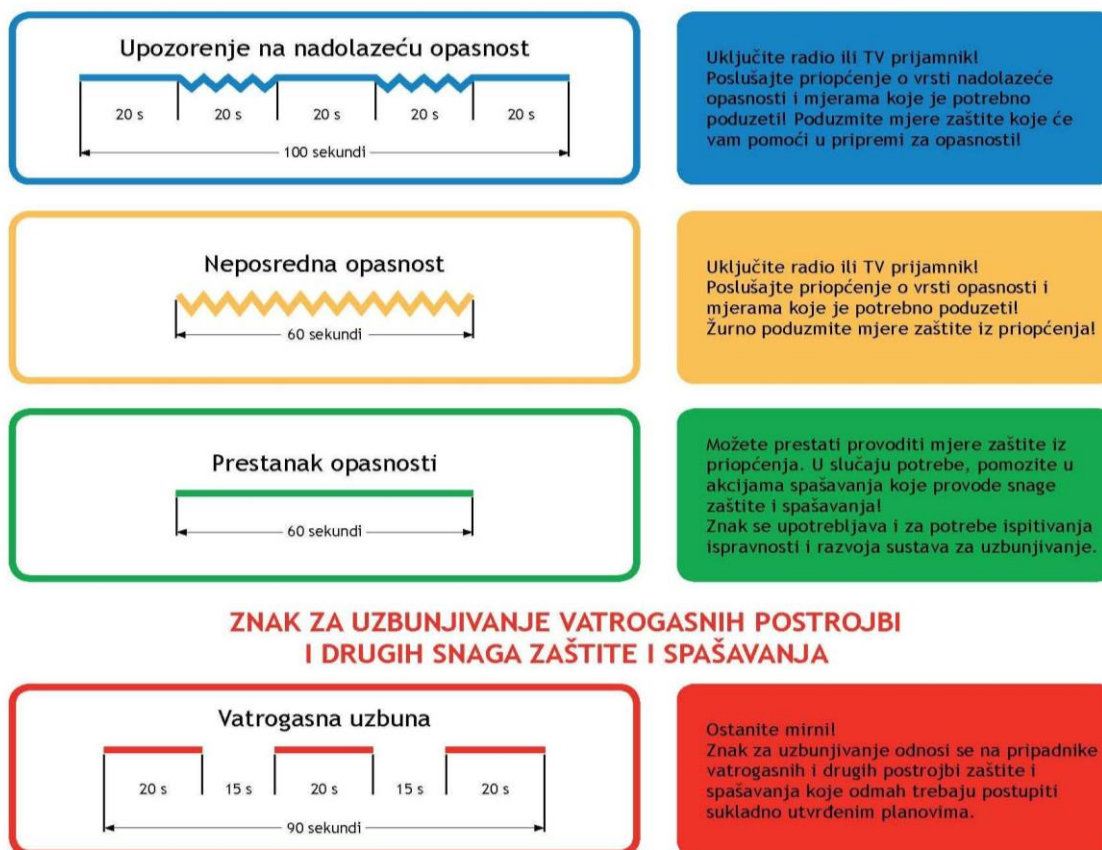 Upozorenje na nadolazeću opasnost
20 s 20 s 20 s 20 s 20 s
100 sekundi
Uključite radio ili TV prijamnik!
Poslušajte priopćenje o vrsti nadolazeće
opasnosti i mjerama koje je potrebno
poduzeti! Poduzmite mjere zaštite koje će
vam pomoći u pripremi za opasnosti!
Neposredna opasnost
60 sekundi
Uključite radio ili TV prijamnik!
Poslušajte priopćenje o vrsti opasnosti i
mjerama koje je potrebno poduzeti!
Žurno poduzmite mjere zaštite iz priopćenja!
Prestanak opasnosti
60 sekundi
Možete prestati provoditi mjere zaštite iz
priopćenja. U slučaju potrebe, pomozite u
akcijama spašavanja koje provode snage
zaštite i spašavanja!
Znak se upotrebljava i za potrebe ispitivanja
ispravnosti i razvoja sustava za uzbunjivanje.
ZNAK ZA UZBUNJIVANJE VATROGASNIH POSTROJBI
I DRUGIH SNAGA ZAŠTITE I SPAŠAVANJA
Vatrogasna uzbuna
20 s 15 s 20 s 15 s 20 s
90 sekundi
Ostanite mirni!
Znak za uzbunjivanje odnosi se na pripadnike
vatrogasnih i drugih postrojbi zaštite i
spašavanja koje odmah trebaju postupiti
sukladno utvrđenim planovima.